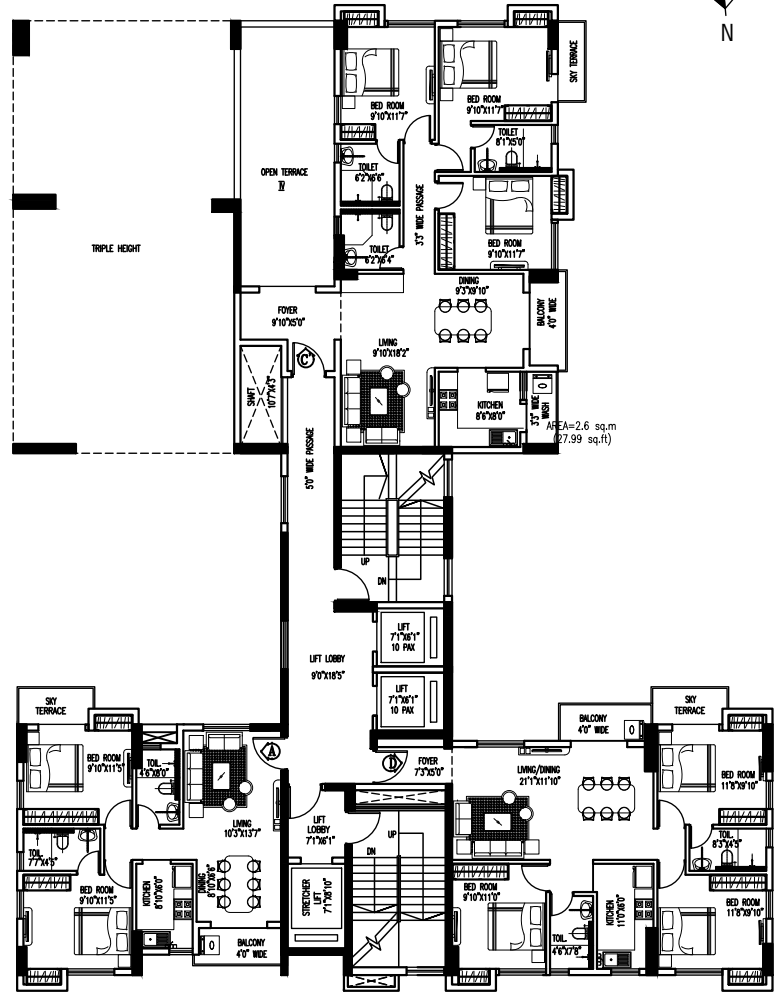 N
SKY TERRACE
BED ROOM
9'10"X11'7"
BED ROOM
9'10"X11'7"
TOILET
8'1"X5'0"
TOILET
6'2"X6'6"
OPEN TERRACE
IV
3'3" WIDE PASSAGE
BED ROOM
9'10"X11'7"
TOILET
6'2"X6'4"
TRIPLE HEIGHT
DINING
9'3"X9'10"
BALCONY
4'0" WIDE
FOYER
9'10"X5'0"
LIVING
9'10"X18'2"
C
SHAFT
10'7"X4'3"
KITCHEN
8'6"X8'0"
3'3" WIDE
WASH
AREA=2.6 sq.m
(27.99 sq.ft)
5'0" WIDE PASSAGE
UP
DN
LIFT
7'1"X6'1"
10 PAX
LIFT LOBBY
9'0"X18'5"
LIFT
7'1"X6'1"
10 PAX
SKY
TERRACE
SKY
TERRACE
BALCONY
4'0" WIDE
BED ROOM
9'10"X11'5"
TOIL.
4'6"X8'0"
A
D
FOYER
7'3"X5'0"
LIVING/DINING
21'1"X11'10"
BED ROOM
11'8"X9'10"
LIVING
10'3"X13'7"
LIFT
LOBBY
7'1"X6'1"
UP
DN
TOIL.
7'7"X4'5"
TOIL.
8'3"X4'5"
BED ROOM
9'10"X11'5"
KITCHEN
8'10"X6'0"
DINING
8'10"X6'6"
STRETCHER
LIFT
7'1"X8'10"
BED ROOM
9'10"X11'0"
TOIL.
4'6"X7'8"
KITCHEN
11'0"X6'0"
BED ROOM
11'8"X9'10"
BALCONY
4'0" WIDE